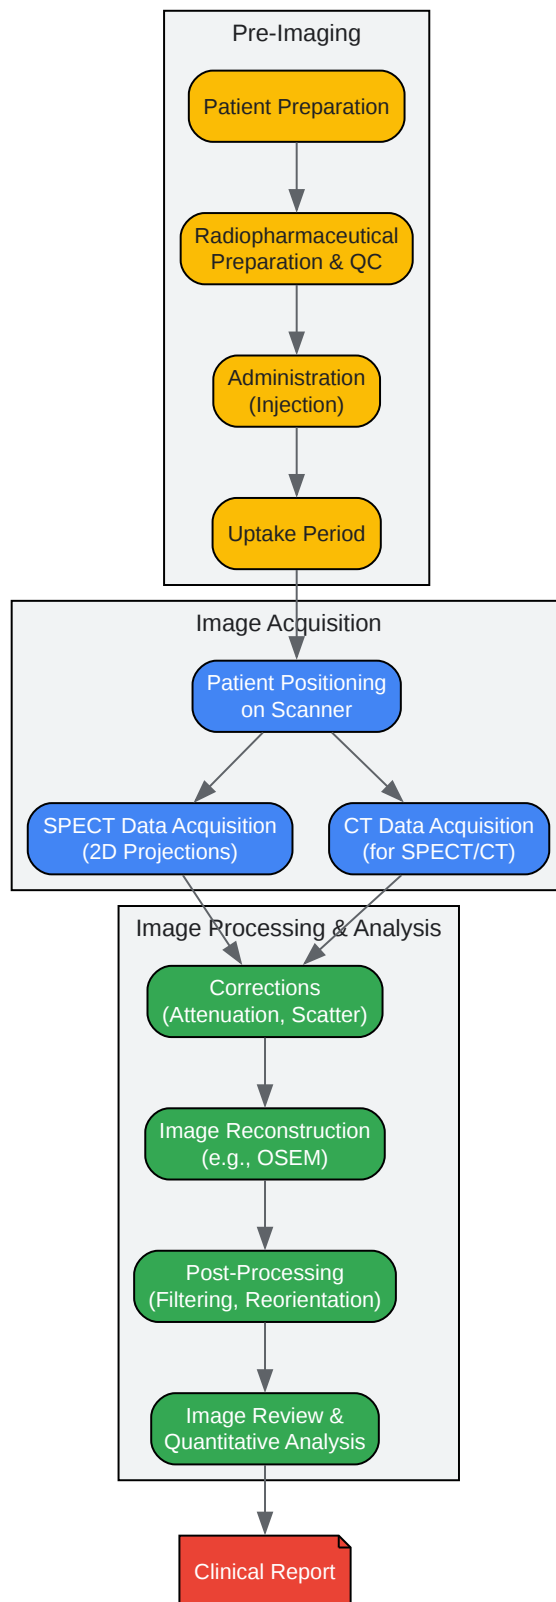 Pre-Imaging
Patient Preparation
Radiopharmaceutical
Preparation & QC
Administration
(Injection)
Uptake Period
Image Acquisition
Patient Positioning
on Scanner
SPECT Data Acquisition
(2D Projections)
CT Data Acquisition
(for SPECT/CT)
Image Processing & Analysis
Corrections
(Attenuation, Scatter)
Image Reconstruction
(e.g., OSEM)
Post-Processing
(Filtering, Reorientation)
Image Review &
Quantitative Analysis
Clinical Report